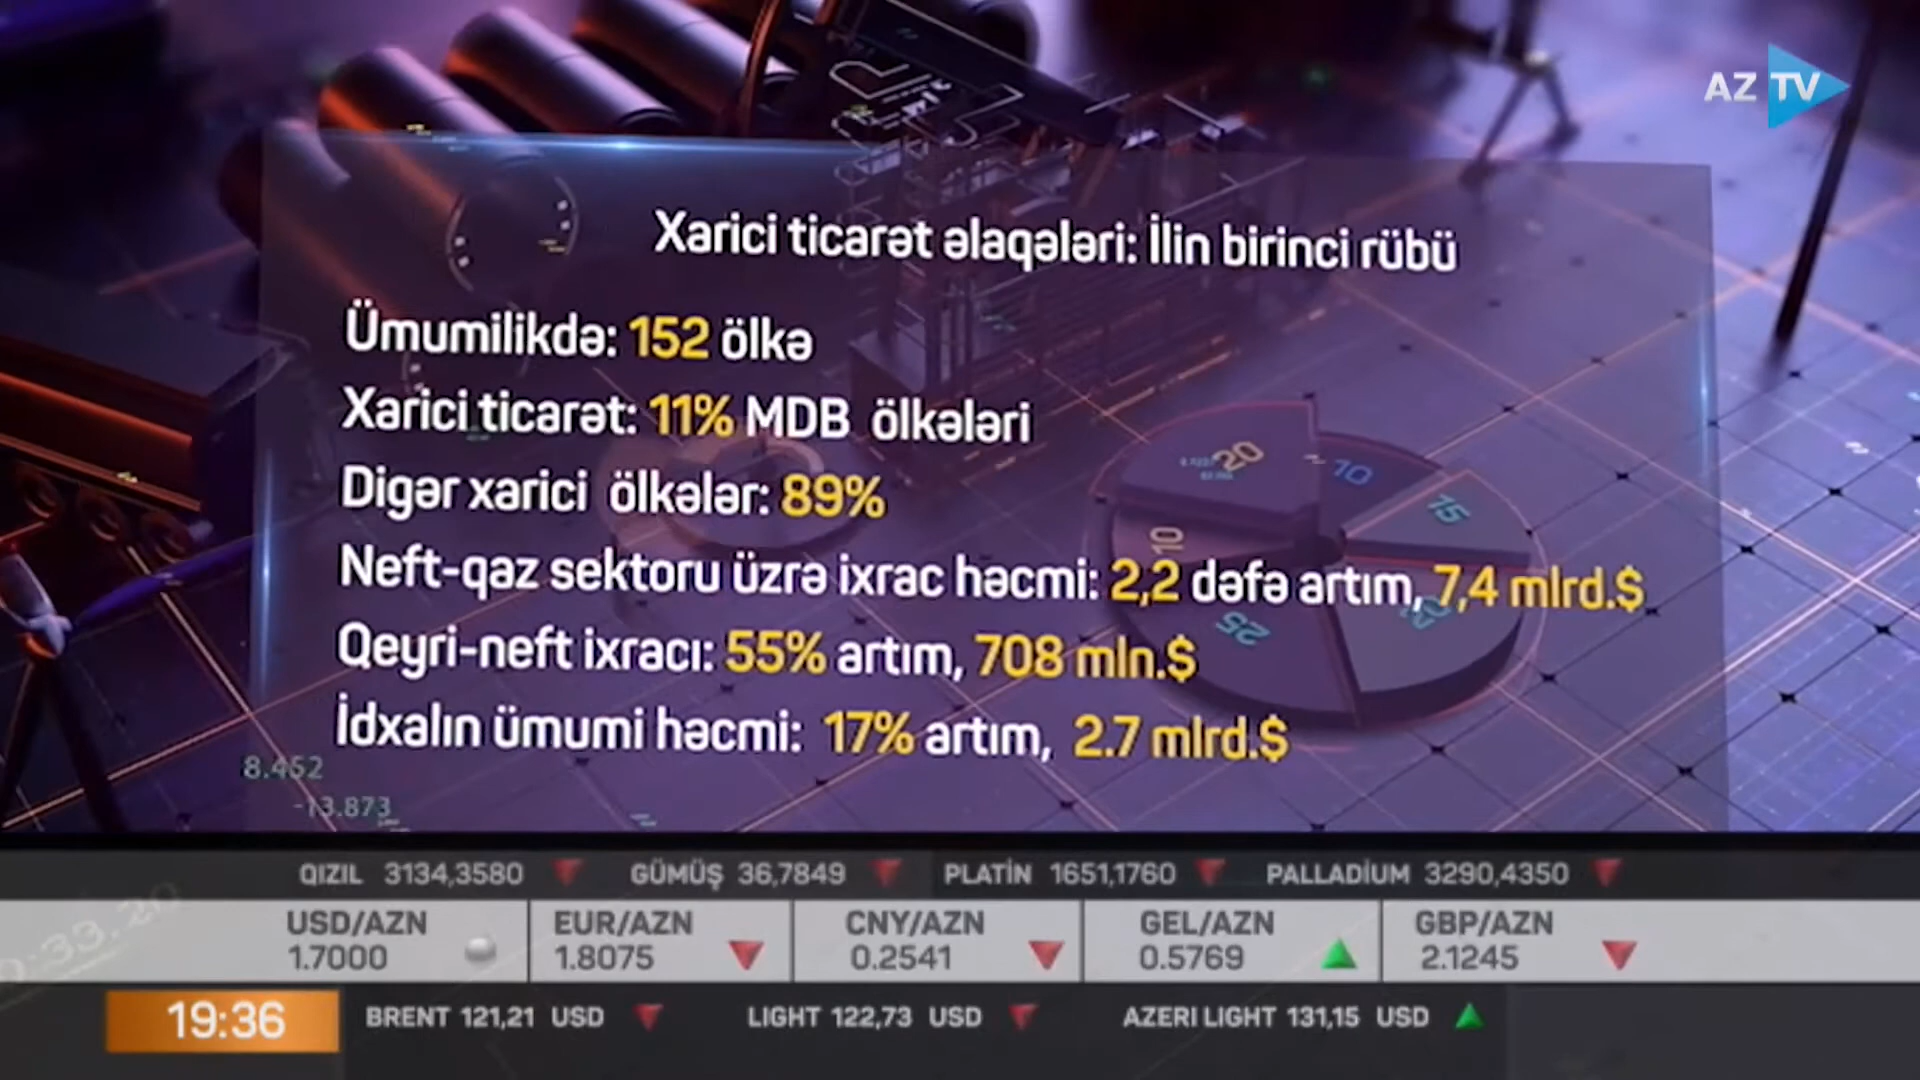 AZ TV
Xarici ticarət əlaqələri: İlin birinci rübü
Ümumilikdə: 152 ölkə
Xarici ticarət: 11% MDB ölkələri
Digər xarici ölkələr: 89%
Neft-qaz sektoru üzrə ixrac həcmi: 2,2 dəfə artım, 7,4 mlrd.$
Qeyri-neft ixracı: 55% artım, 708 mln.$
İdxalın ümumi həcmi: 17% artım, 2.7 mlrd.$
20
10
15
10
25
8.452
-13.873
QIZIL 3134,3580 GÜMÜŞ 36,7849 PLATİN 1651,1760 PALLADİUM 3290,4350
USD/AZN EUR/AZN CNY/AZN GEL/AZN GBP/AZN
1.7000 1.8075 0.2541 0.5769 2.1245
19:36 BRENT 121,21 USD LIGHT 122,73 USD AZERI LIGHT 131,15 USD